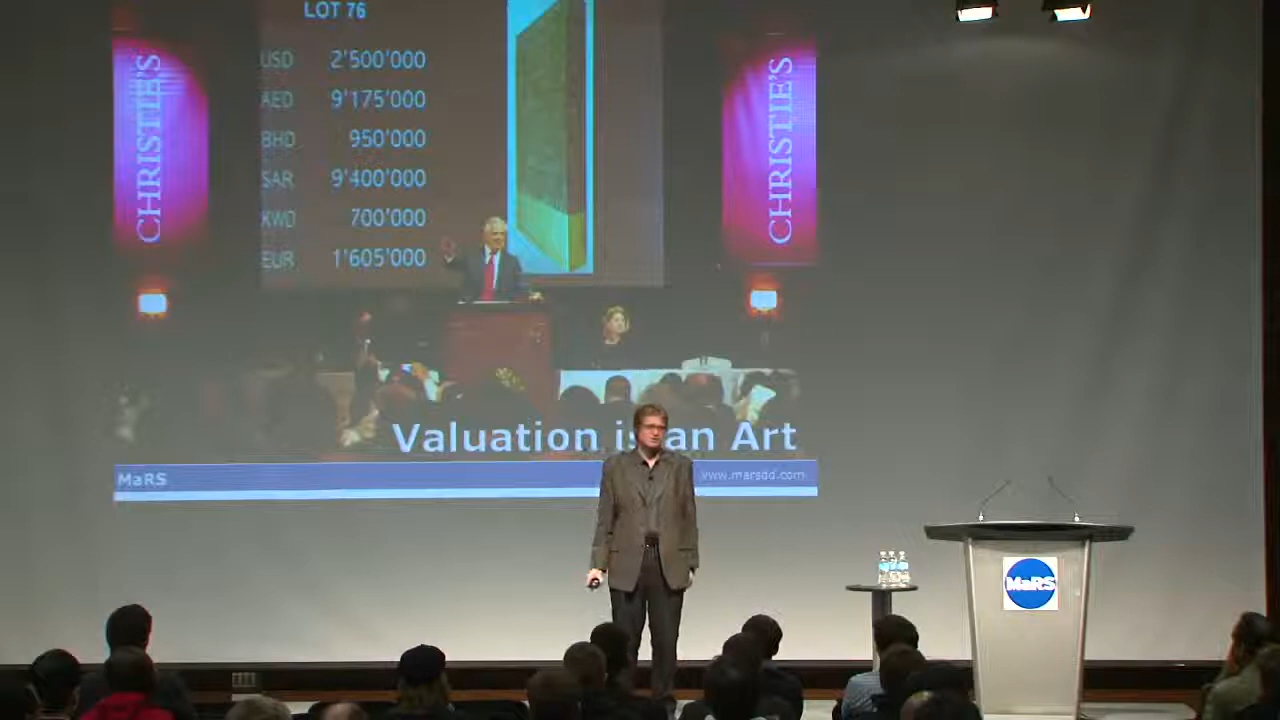 LOT 76
USD 2'500'000
AED 9'175'000
BHD 950'000
SAR 9'400'000
KWD 700'000
EUR 1'605'000
CHRISTIE'S
CHRISTIE'S
Valuation is an Art
MaRS
www.marsdd.com
MaRS